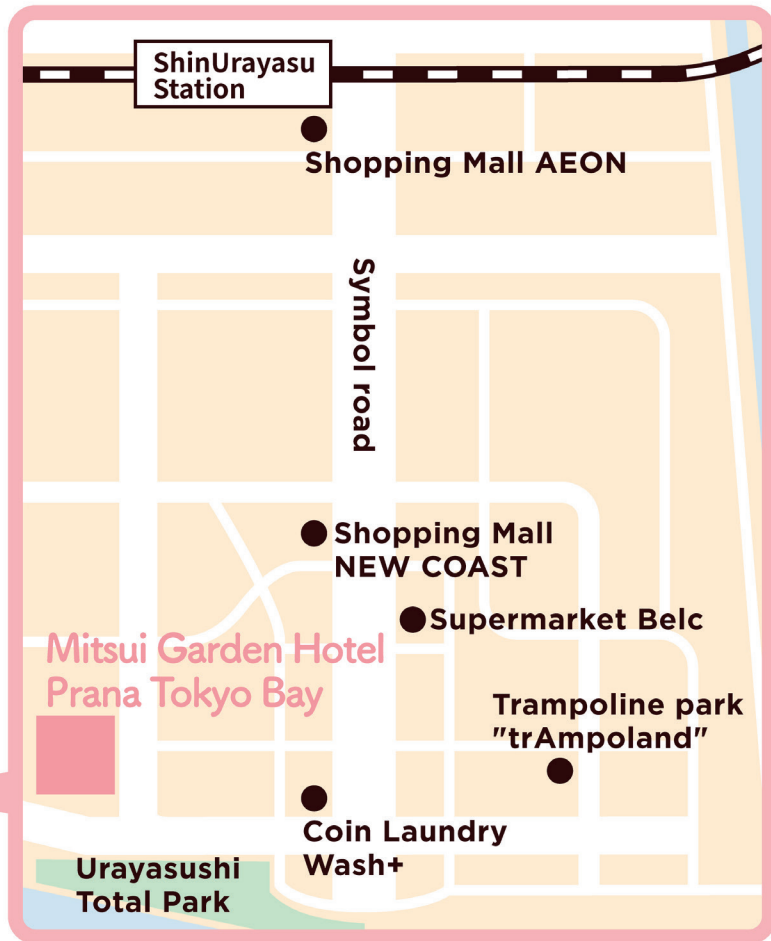 ShinUrayasu
Station
Shopping Mall AEON
Symbol road
Shopping Mall
NEW COAST
Supermarket Belc
Mitsui Garden Hotel
Prana Tokyo Bay
Trampoline park
"trAmpoland"
Coin Laundry
Wash+
Urayasushi
Total Park